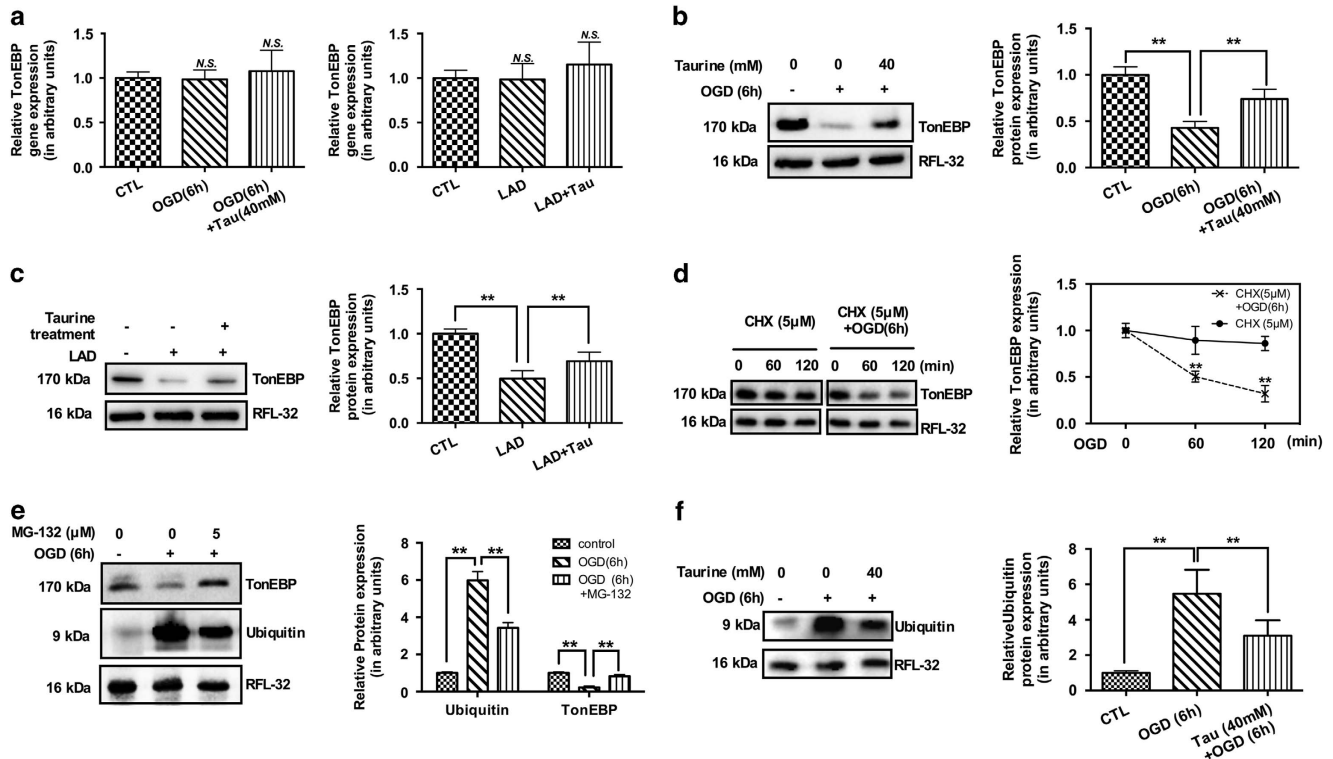 a
Relative TonEBP
gene expression
(in arbitrary units)
1.5
1.0
0.5
0.0
N.S.
N.S.
CTL
OGD(6h)
OGD(6h)
+Tau(40mM)
Relative TonEBP
gene expression
(in arbitrary units)
1.5
1.0
0.5
0.0
N.S.
N.S.
CTL
LAD
LAD+Tau
b
Taurine (mM) 0 0 40
OGD (6h) - + +
170 kDa TonEBP
16 kDa RFL-32
Relative TonEBP
protein expression
(in arbitrary units)
1.5
1.0
0.5
0.0
** **
CTL
OGD(6h)
OGD(6h)
+Tau(40mM)
c
Taurine
treatment - - +
LAD - + +
170 kDa TonEBP
16 kDa RFL-32
Relative TonEBP
protein expression
(in arbitrary units)
1.5
1.0
0.5
0.0
** **
CTL
LAD
LAD+Tau
d
CHX (5μM) CHX (5μM)
+OGD(6h)
0 60 120 0 60 120 (min)
170 kDa TonEBP
16 kDa RFL-32
Relative TonEBP expression
(in arbitrary units)
1.5
1.0
0.5
0.0
CHX(5μM)
+OGD(6h)
CHX (5μM)
**
**
OGD 0 60 120 (min)
e
MG-132 (μM) 0 0 5
OGD (6h) - + +
170 kDa TonEBP
9 kDa Ubiquitin
16 kDa RFL-32
Relative Protein expression
(in arbitrary units)
8
6
4
2
0
** **
** **
control
OGD(6h)
OGD (6h)
+MG-132
Ubiquitin TonEBP
f
Taurine (mM) 0 0 40
OGD (6h) - + +
9 kDa Ubiquitin
16 kDa RFL-32
RelativeUbiquitin
protein expression
(in arbitrary units)
8
6
4
2
0
** **
CTL
OGD (6h)
Tau (40mM)
+OGD (6h)